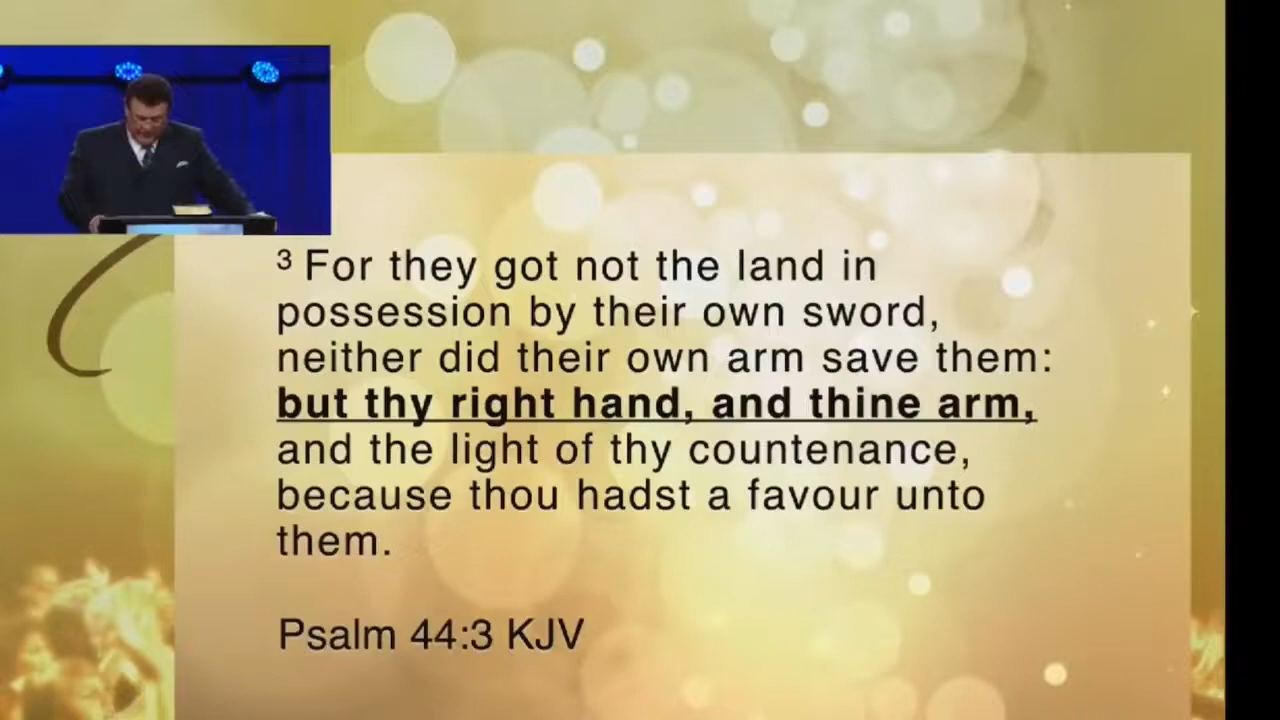 3 For they got not the land in
possession by their own sword,
neither did their own arm save them:
but thy right hand, and thine arm,
and the light of thy countenance,
because thou hadst a favour unto
them.
Psalm 44:3 KJV